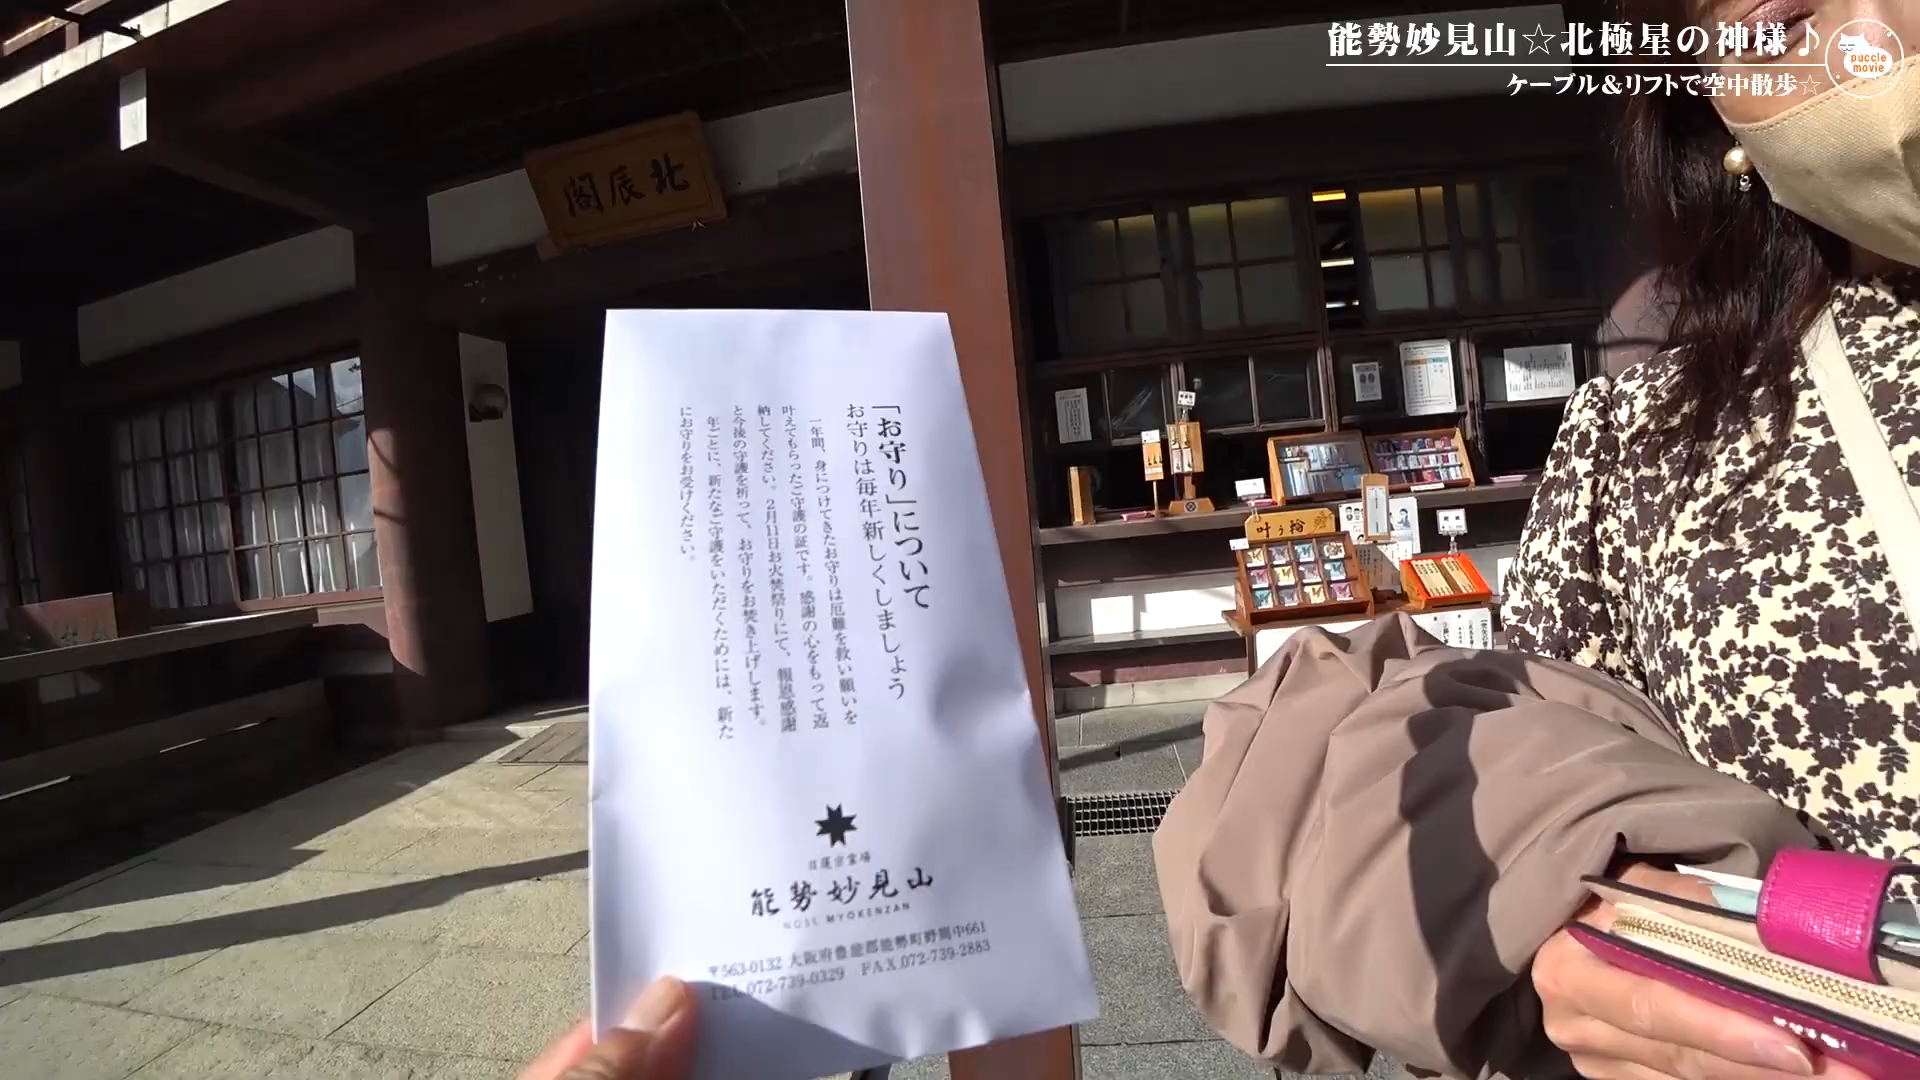 能勢妙見山☆北極星の神様♪
ケーブル&リフトで空中散歩☆
puccle
movie
北辰閣
叶う輪
「お守り」について
お守りは毎年新しくしましょう
一年間、身につけてきたお守りは厄難を救い願いを
叶えてもらったご守護の証です。感謝の心をもって返
納してください。2月11日お火焚祭りにて、報恩感謝
と今後の守護を祈って、お守りをお焚き上げします。
年ごとに、新たなご守護をいただくためには、新た
にお守りをお受けください。
日蓮宗霊場
能勢妙見山
NOSE MYOKENZAN
〒563-0132 大阪府豊能郡能勢町野間中661
TEL.072-739-0329 FAX.072-739-2883